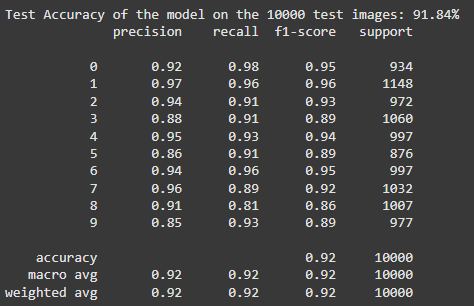 Test Accuracy of the model on the 10000 test images: 91.84%
precision recall f1-score support
0 0.92 0.98 0.95 934
1 0.97 0.96 0.96 1148
2 0.94 0.91 0.93 972
3 0.88 0.91 0.89 1060
4 0.95 0.93 0.94 997
5 0.86 0.91 0.89 876
6 0.94 0.96 0.95 997
7 0.96 0.89 0.92 1032
8 0.91 0.81 0.86 1007
9 0.85 0.93 0.89 977
accuracy 0.92 10000
macro avg 0.92 0.92 0.92 10000
weighted avg 0.92 0.92 0.92 10000